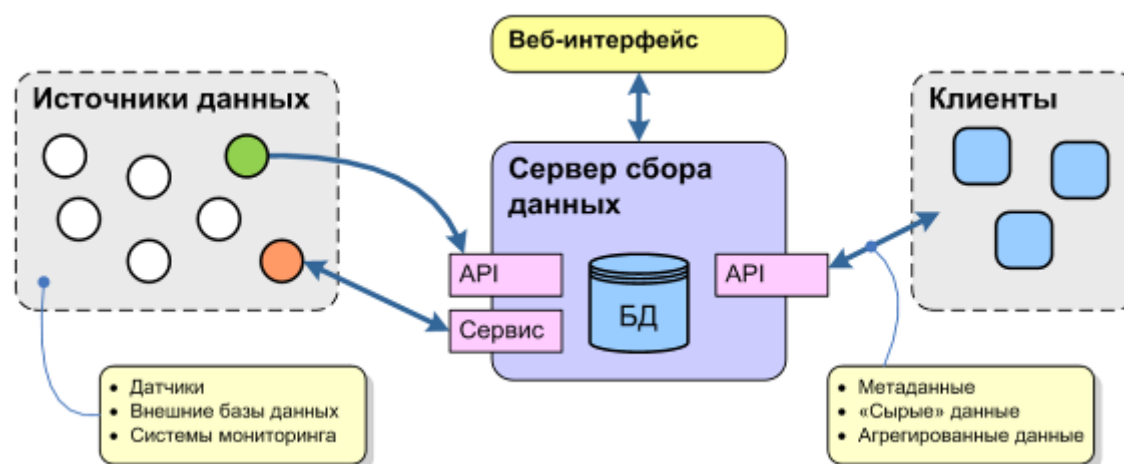 Веб-интерфейс
Источники данных
Клиенты
Сервер сбора
данных
API
API
БД
Сервис
• Датчики
• Внешние базы данных
• Системы мониторинга
• Метаданные
• «Сырые» данные
• Агрегированные данные